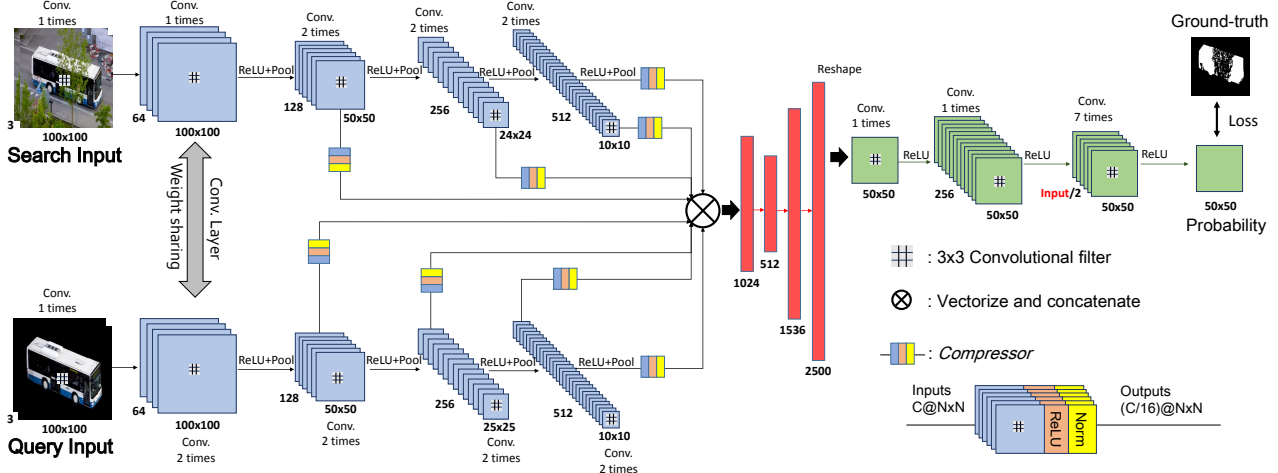 Conv.
1 times
Conv.
1 times
Conv.
2 times
Conv.
2 times
Conv.
2 times
ReLU+Pool
ReLU+Pool
ReLU+Pool
ReLU+Pool
3
100x100
Search Input
64
100x100
128
50x50
256
24x24
512
10x10
Conv. Layer
Weight sharing
Conv.
1 times
3
100x100
Query Input
64
100x100
Conv.
2 times
ReLU+Pool
128
50x50
Conv.
2 times
ReLU+Pool
256
25x25
Conv.
2 times
ReLU+Pool
512
10x10
Conv.
2 times
ReLU+Pool
1024
512
1536
2500
Reshape
Conv.
1 times
50x50
ReLU
Conv.
1 times
256
50x50
ReLU
Conv.
7 times
Input/2
50x50
ReLU
Ground-truth
Loss
50x50
Probability
: 3x3 Convolutional filter
: Vectorize and concatenate
: Compressor
Inputs
C@NxN
ReLU
Norm
Outputs
(C/16)@NxN